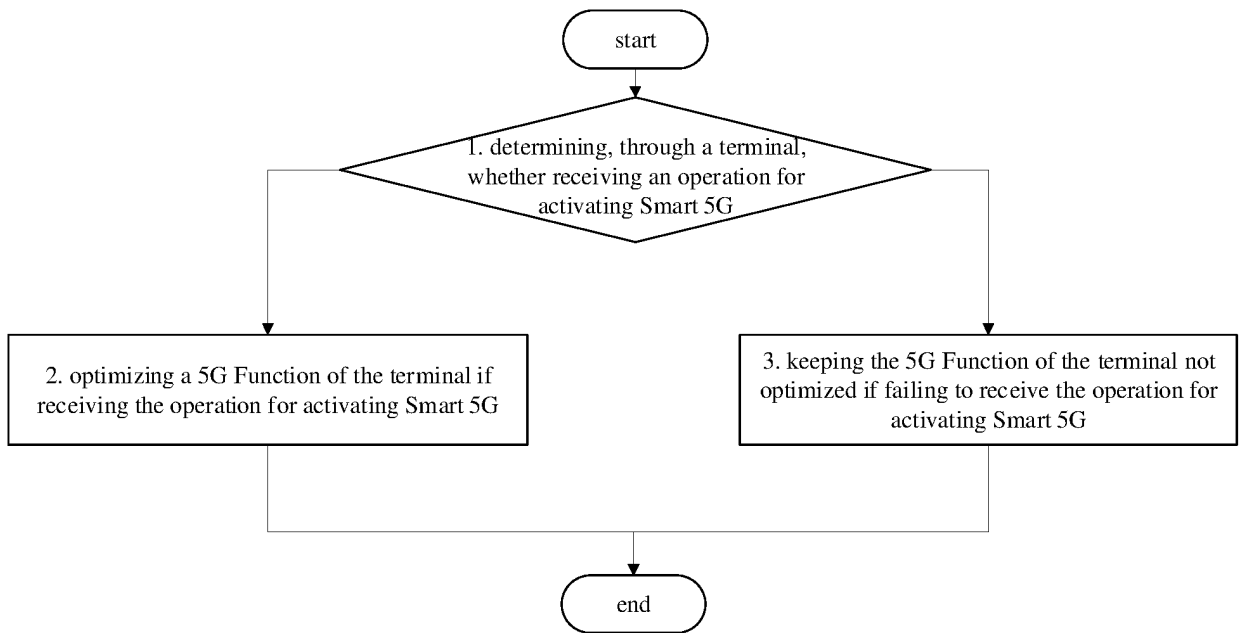 start
1. determining, through a terminal,
whether receiving an operation for
activating Smart 5G
2. optimizing a 5G Function of the terminal if
receiving the operation for activating Smart 5G
3. keeping the 5G Function of the terminal not
optimized if failing to receive the operation for
activating Smart 5G
end